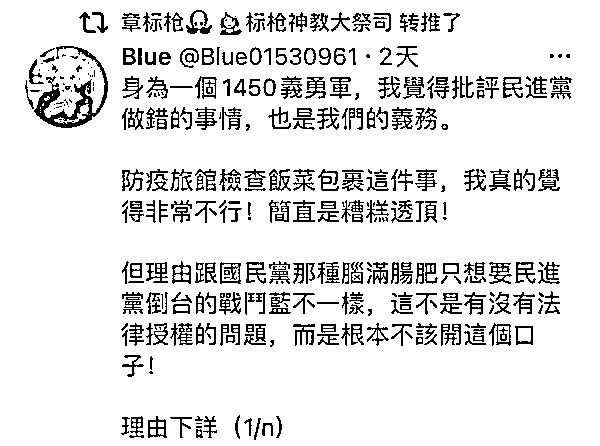 章标枪 标枪神教大祭司 转推了
Blue @Blue01530961·2天
身為一個1450義勇軍，我覺得批評民進黨
做錯的事情，也是我們的義務。
防疫旅館檢查飯菜包裹這件事，我真的覺
得非常不行！簡直是糟糕透頂！
但理由跟國民黨那種腦滿腸肥只想要民進
黨倒台的戰鬥藍不一樣，這不是有沒有法
律授權的問題，而是根本不該開這個口
子！
理由下詳（1/n）